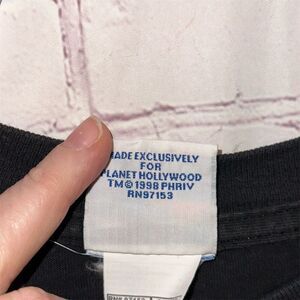 MADE EXCLUSIVELY
FOR
PLANET HOLLYWOOD
TM© 1998 PHRIV
RN97153